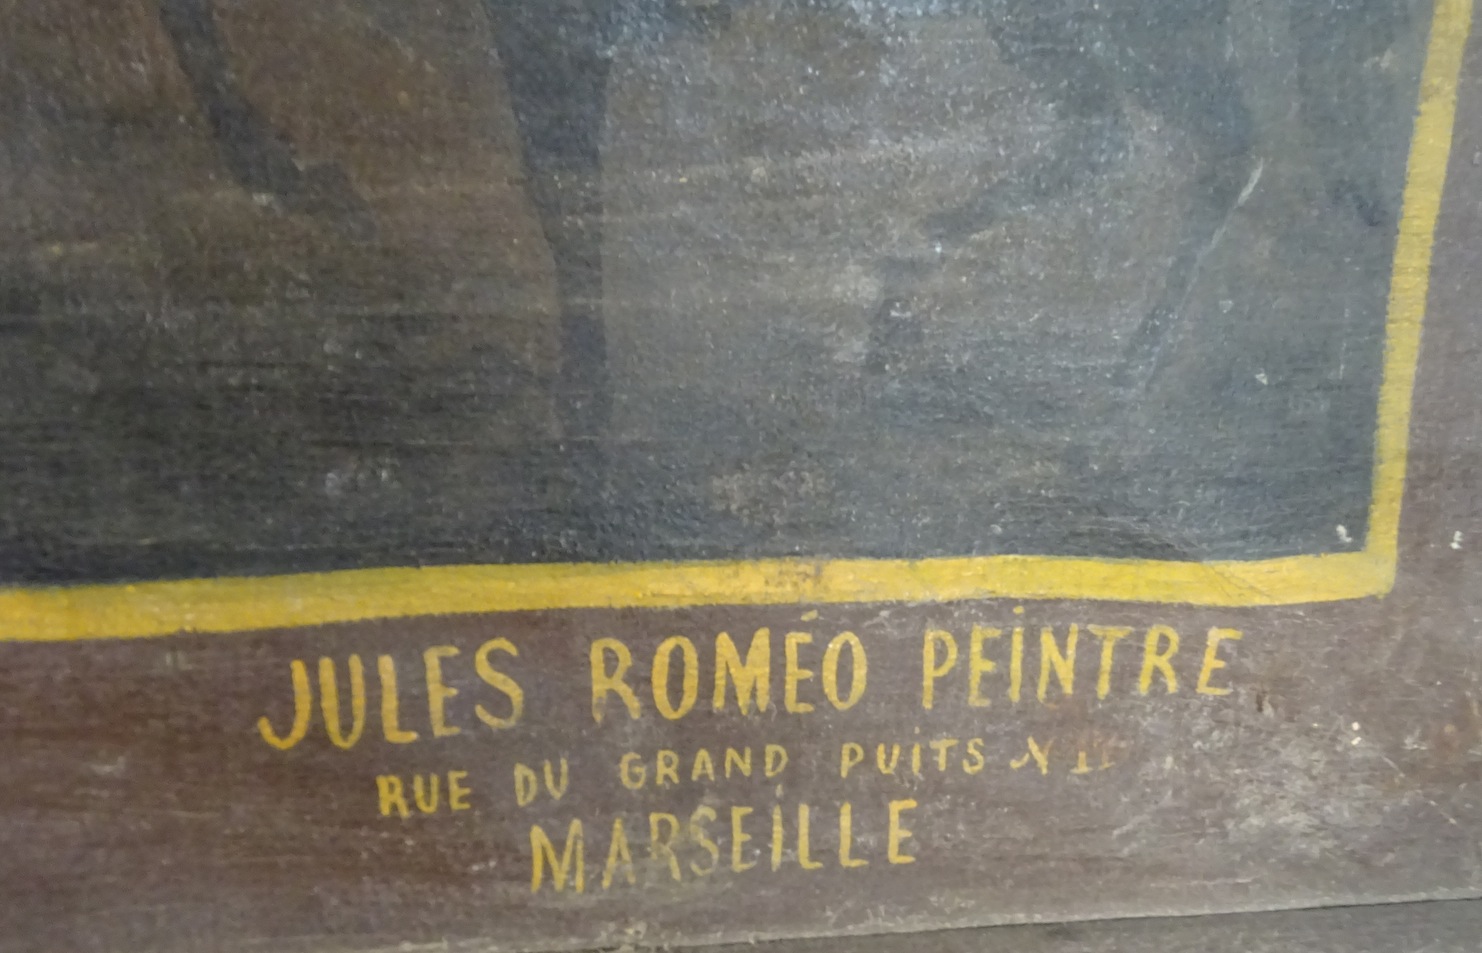 JULES ROMÉO PEINTRE
RUE DU GRAND PUITS N
MARSEILLE